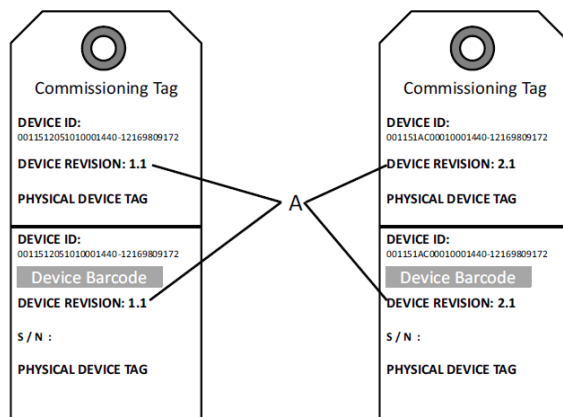 Commissioning Tag
DEVICE ID:
0011512051010001440-12169809172
DEVICE REVISION: 1.1
PHYSICAL DEVICE TAG
DEVICE ID:
0011512051010001440-12169809172
Device Barcode
DEVICE REVISION: 1.1
S / N :
PHYSICAL DEVICE TAG
A
Commissioning Tag
DEVICE ID:
001151AC00010001440-12169809172
DEVICE REVISION: 2.1
PHYSICAL DEVICE TAG
DEVICE ID:
001151AC00010001440-12169809172
Device Barcode
DEVICE REVISION: 2.1
S / N :
PHYSICAL DEVICE TAG